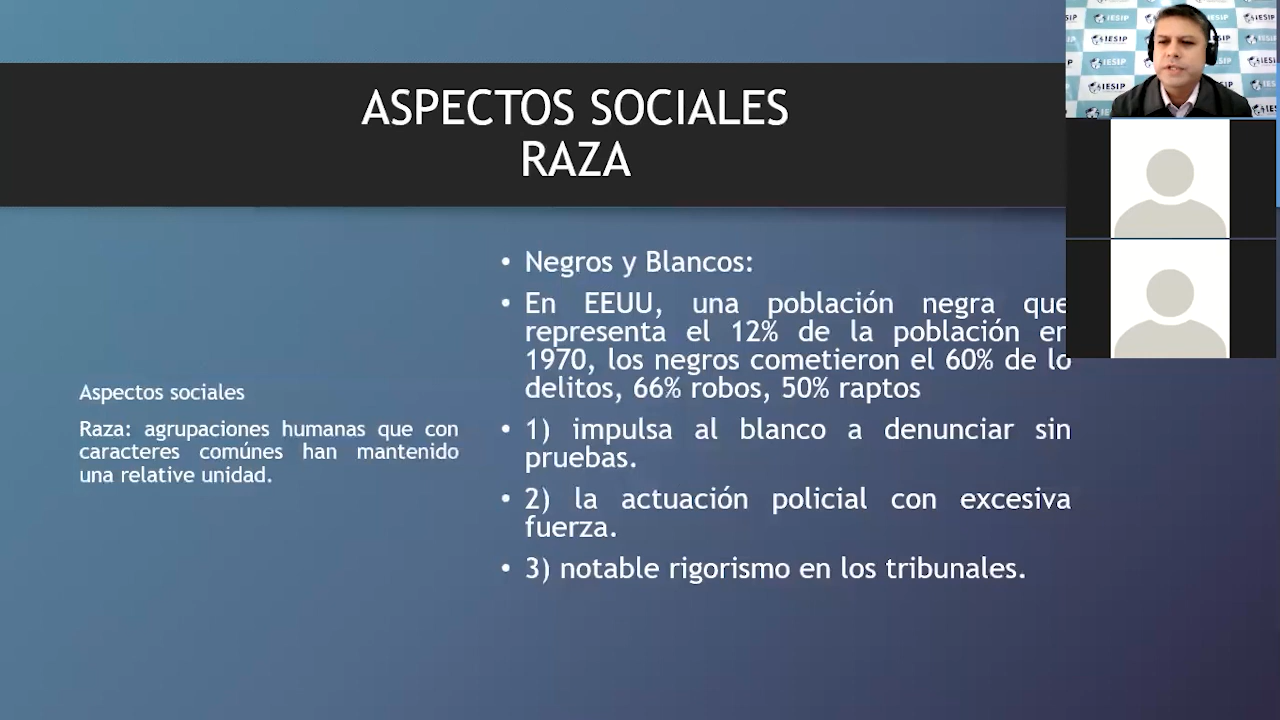 ASPECTOS SOCIALES
RAZA
Aspectos sociales
Raza: agrupaciones humanas que con
caracteres comúnes han mantenido
una relative unidad.
• Negros y Blancos:
• En EEUU, una población negra que
representa el 12% de la población en
1970, los negros cometieron el 60% de lo
delitos, 66% robos, 50% raptos
• 1) impulsa al blanco a denunciar sin
pruebas.
• 2) la actuación policial con excesiva
fuerza.
• 3) notable rigorismo en los tribunales.
IESIP